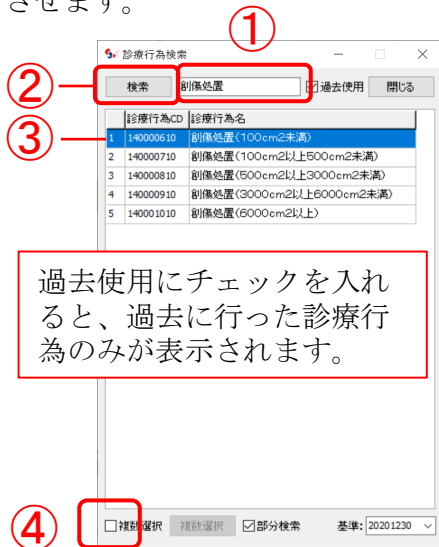 させます。
①
診療行為検索
② 検索 創傷処置 過去使用 閉じる
③
診療行為CD 診療行為名
1 140000610 創傷処置(100cm2未満)
2 140000710 創傷処置(100cm2以上500cm2未満)
3 140000810 創傷処置(500cm2以上3000cm2未満)
4 140000910 創傷処置(3000cm2以上6000cm2未満)
5 140001010 創傷処置(6000cm2以上)
過去使用にチェックを入れ
ると、過去に行った診療行
為のみが表示されます。
④ 複数選択 複数選択 部分検索 基準: 20201230